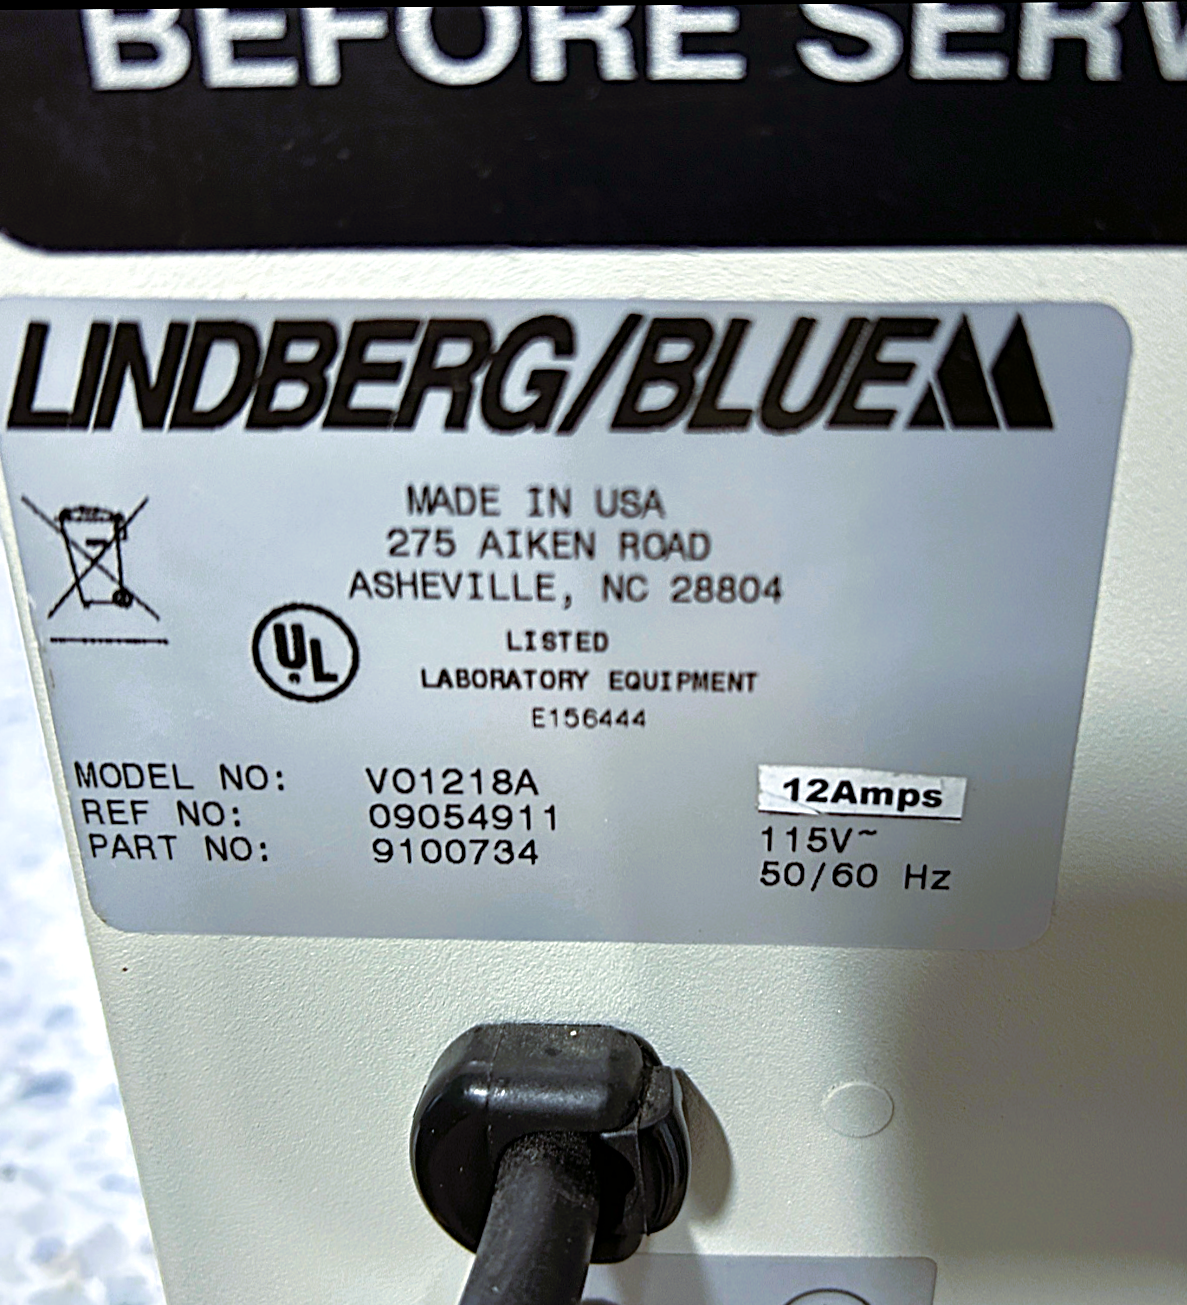 BEFORE SERV
LINDBERG/BLUE M
MADE IN USA
275 AIKEN ROAD
ASHEVILLE, NC 28804
UL
LISTED
LABORATORY EQUIPMENT
E156444
MODEL NO: VO1218A
REF NO: 09054911
PART NO: 9100734
12Amps
115V~
50/60 Hz